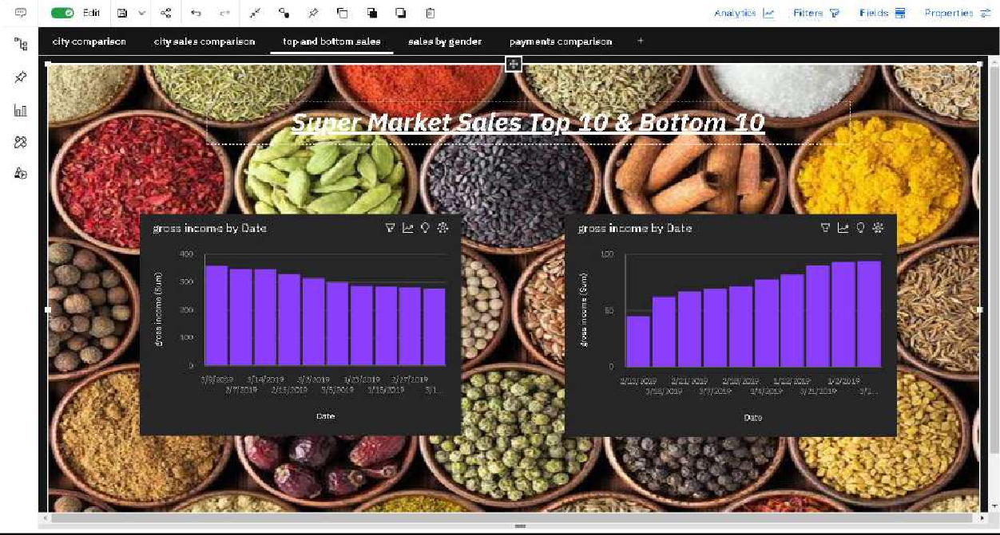 Edit
Analytics
Filters
Fields
Properties
city comparison
city sales comparison
top and bottom sales
sales by gender
payments comparison
+
Super Market Sales Top 10 & Bottom 10
gross income by Date
gross income (Sum)
400
300
200
100
0
3/9/2019 3/14/2019 3/2/2019 1/23/2019 2/27/2019
2/7/2019 2/15/2019 3/5/2019 1/15/2019 3/1...
Date
gross income by Date
gross income (Sum)
100
50
0
2/13/2019 2/21/2019 2/18/2019 1/22/2019 1/2/2019
3/18/2019 3/7/2019 1/4/2019 3/21/2019 3/2...
Date